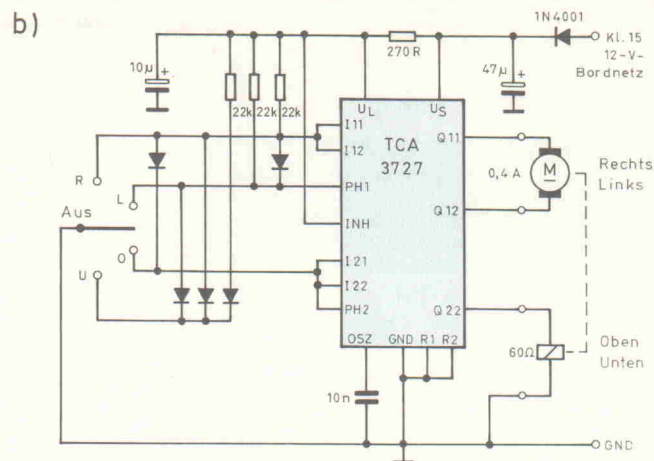 b)
1N4001
Kl.15
12-V-
Bordnetz
270R
10µ
+
47µ
+
22k
22k
22k
UL
US
I11
I12
TCA
3727
Q11
R
L
PH1
0,4 A
M
Rechts
Links
Q12
Aus
INH
O
U
I21
I22
PH2
Q22
OSZ
GND
R1
R2
60Ω
Oben
Unten
10n
GND